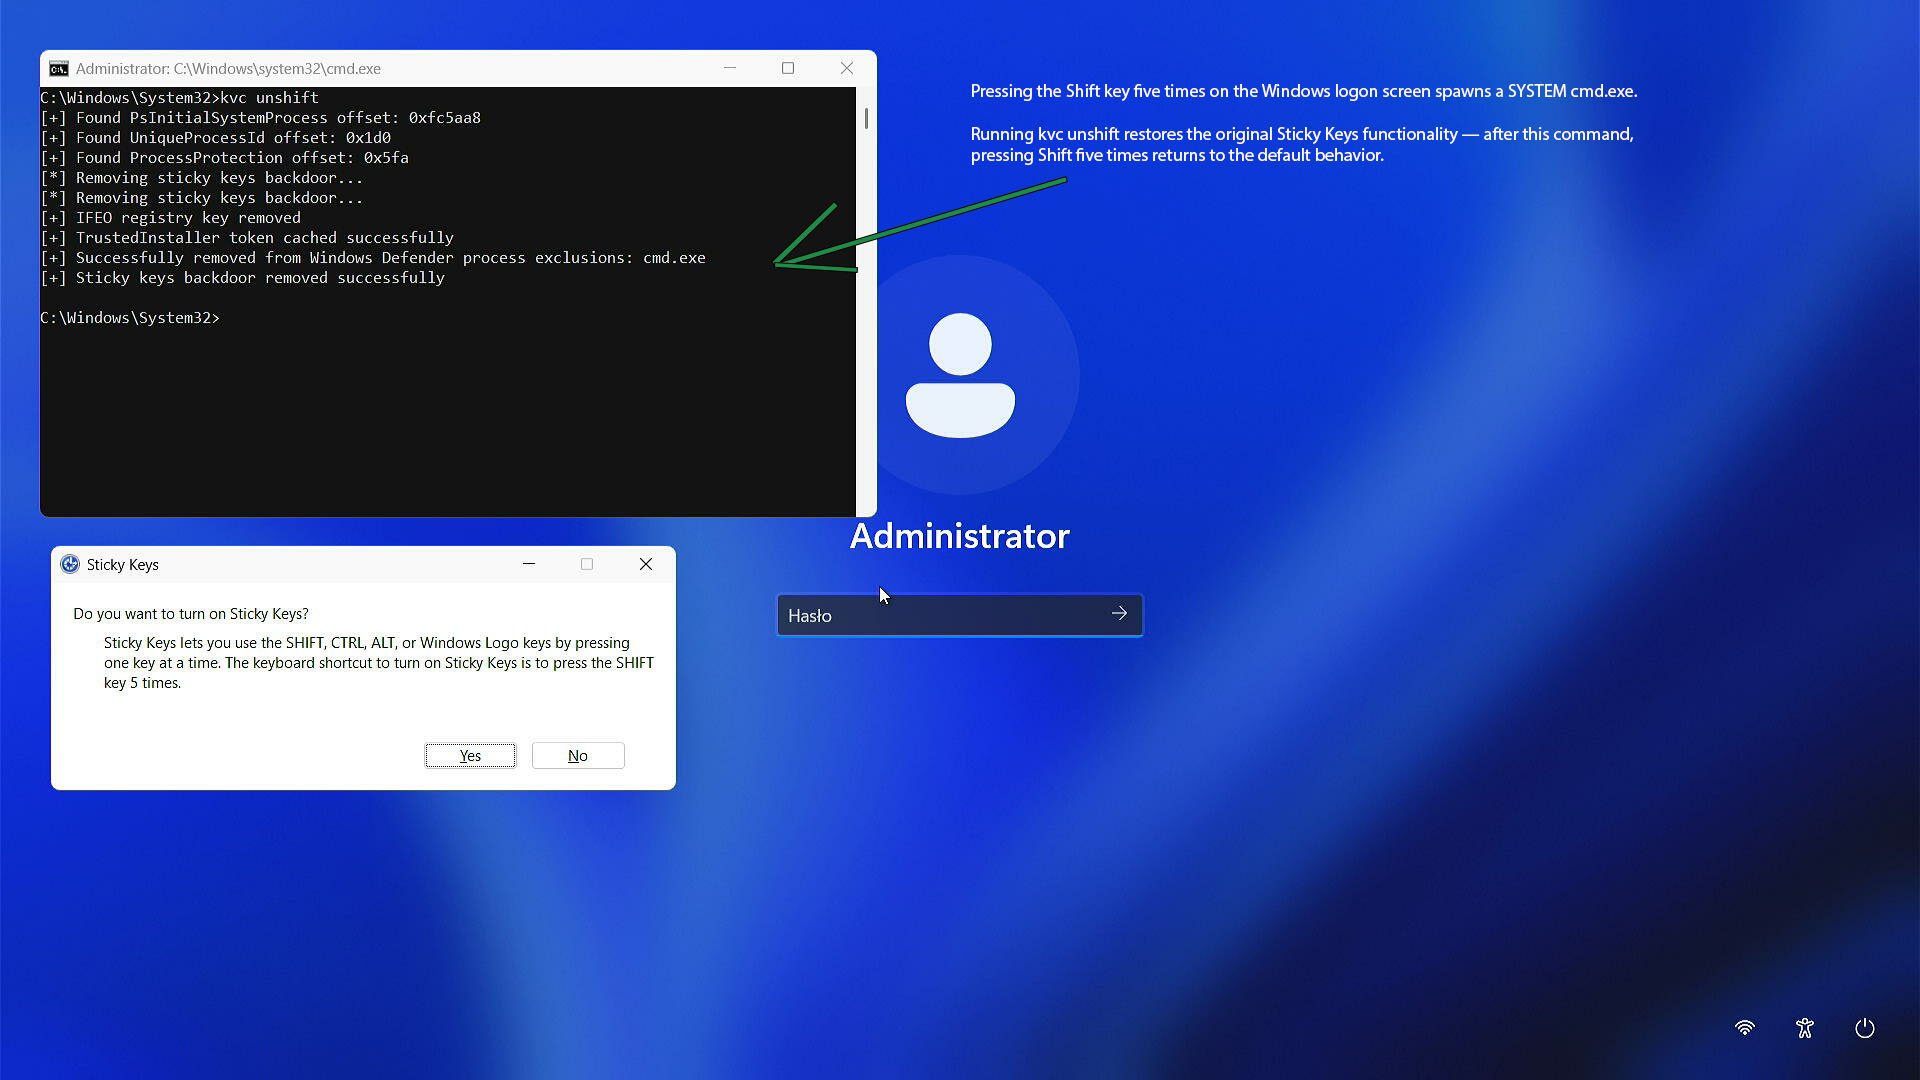 Administrator: C:\Windows\system32\cmd.exe
C:\Windows\System32>kvc unshift
[+] Found PsInitialSystemProcess offset: 0xfc5aa8
[+] Found UniqueProcessId offset: 0x1d0
[+] Found ProcessProtection offset: 0x5fa
[*] Removing sticky keys backdoor...
[*] Removing sticky keys backdoor...
[+] IFEO registry key removed
[+] TrustedInstaller token cached successfully
[+] Successfully removed from Windows Defender process exclusions: cmd.exe
[+] Sticky keys backdoor removed successfully
C:\Windows\System32>
Pressing the Shift key five times on the Windows logon screen spawns a SYSTEM cmd.exe.
Running kvc unshift restores the original Sticky Keys functionality — after this command,
pressing Shift five times returns to the default behavior.
Administrator
Hasło
Sticky Keys
Do you want to turn on Sticky Keys?
Sticky Keys lets you use the SHIFT, CTRL, ALT, or Windows Logo keys by pressing
one key at a time. The keyboard shortcut to turn on Sticky Keys is to press the SHIFT
key 5 times.
Yes
No